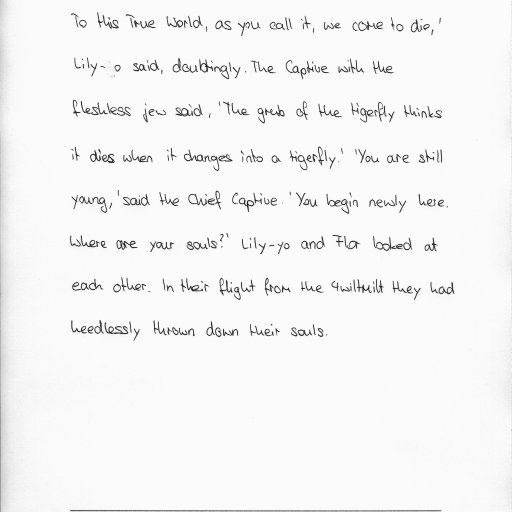 To this True World, as you call it, we come to die,'
Lily-o said, doubtingly. The Captive with the
fleshless jew said, 'The grub of the tigerfly thinks
it dies when it changes into a tigerfly.' 'You are still
young,' said the Chief Captive. 'You begin newly here.
Where are your souls?' Lily-yo and Flor looked at
each other. In their flight from the 4wiltmilt they had
heedlessly thrown down their souls.